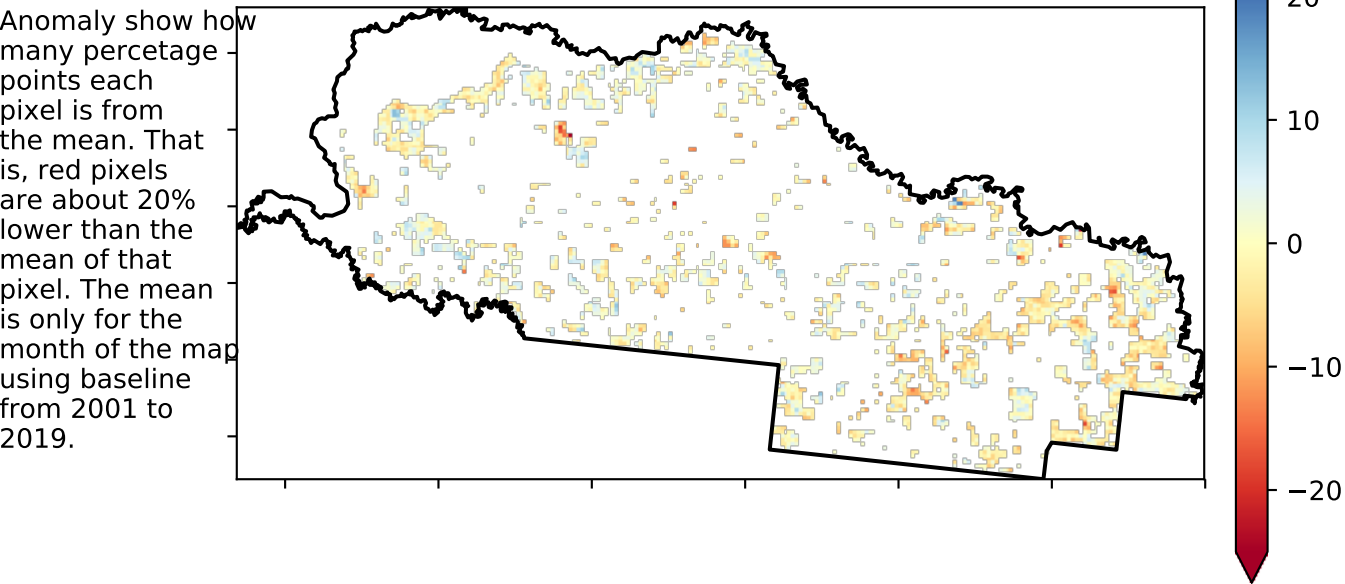 Anomaly show how
many percetage
points each
pixel is from
the mean. That
is, red pixels
are about 20%
lower than the
mean of that
pixel. The mean
is only for the
month of the map
using baseline
from 2001 to
2019.
20
10
0
−10
−20